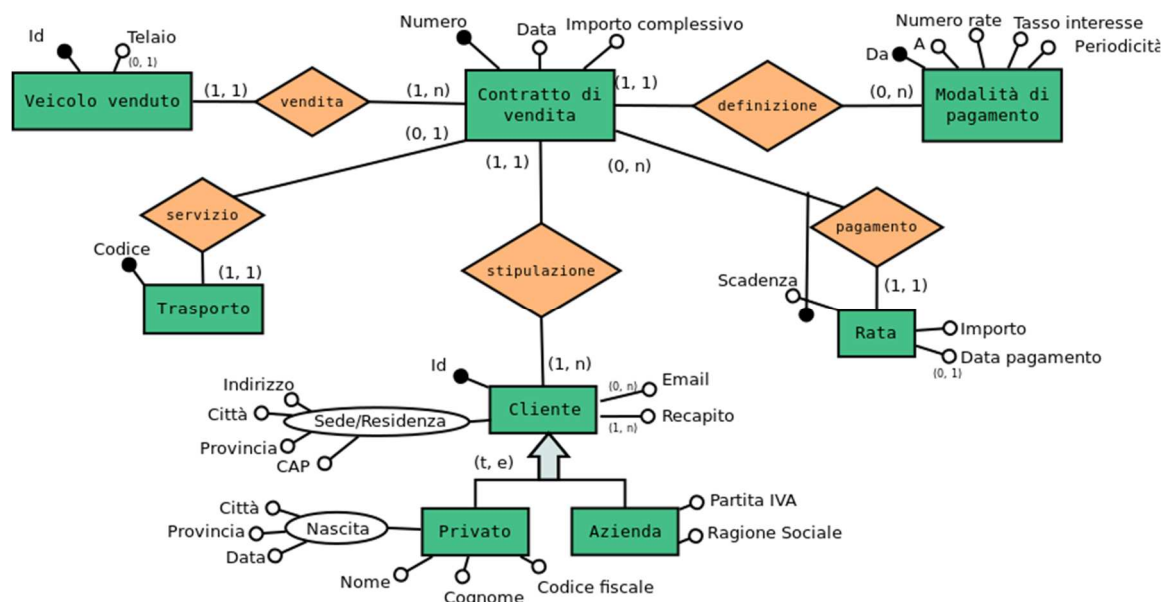 Numero
Data
Importo complessivo
Numero rate
Tasso interesse
Id
Telaio
(0, 1)
A
Da
Periodicità
Veicolo venduto
(1, 1)
vendita
(1, n)
Contratto di
vendita
(1, 1)
definizione
(0, n)
Modalità di
pagamento
(0, 1)
(1, 1)
(0, n)
servizio
pagamento
Codice
(1, 1)
stipulazione
Scadenza
(1, 1)
Trasporto
Rata
Importo
Data pagamento
(0, 1)
Id
(1, n)
Indirizzo
(0, n)
Email
Città
Sede/Residenza
Cliente
Recapito
(1, n)
Provincia
CAP
(t, e)
Città
Partita IVA
Provincia
Nascita
Privato
Azienda
Ragione Sociale
Data
Nome
Cognome
Codice fiscale